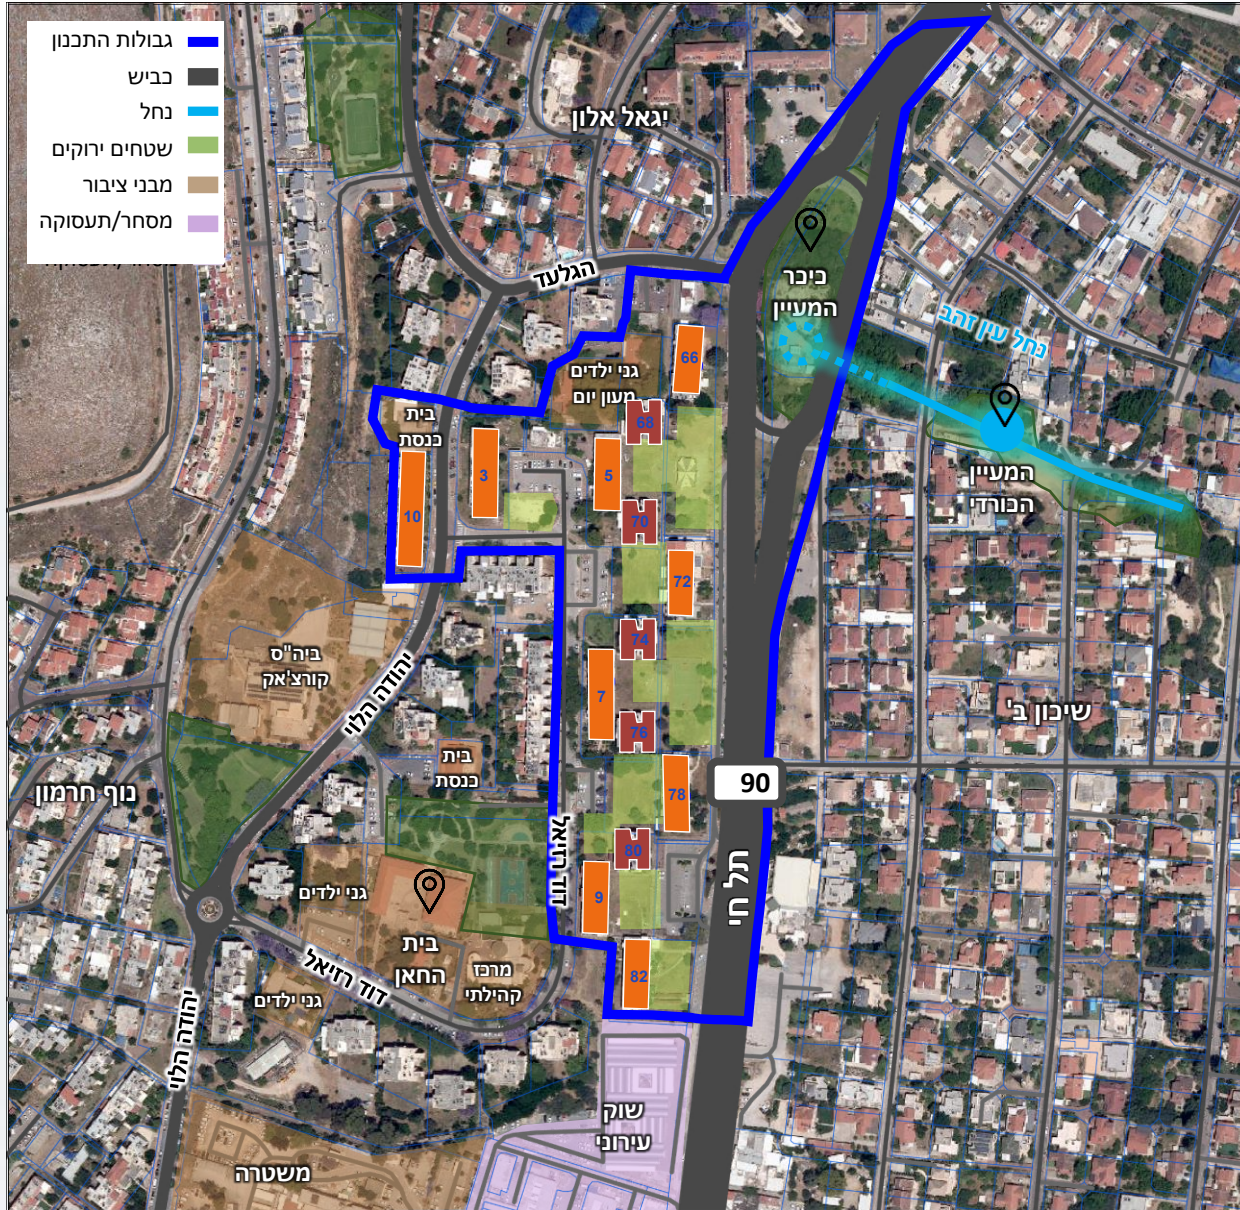 גבולות התכנון
כביש
נחל
שטחים ירוקים
מבני ציבור
מסחר/תעסוקה
יגאל אלון
הגלעד
כיכר
המעיין
נחל עין זהב
המעיין
הכורדי
גני ילדים
מעון יום
בית
כנסת
66
68
3
5
10
70
72
74
7
76
78
80
9
82
ביה"ס
קורצ'אק
יהודה הלוי
בית
כנסת
שיכון ב'
נוף חרמון
90
תל חי
דוד רזיאל
גני ילדים
בית
החאן
מרכז
קהילתי
דוד רזיאל
גני ילדים
יהודה הלוי
שוק
עירוני
משטרה